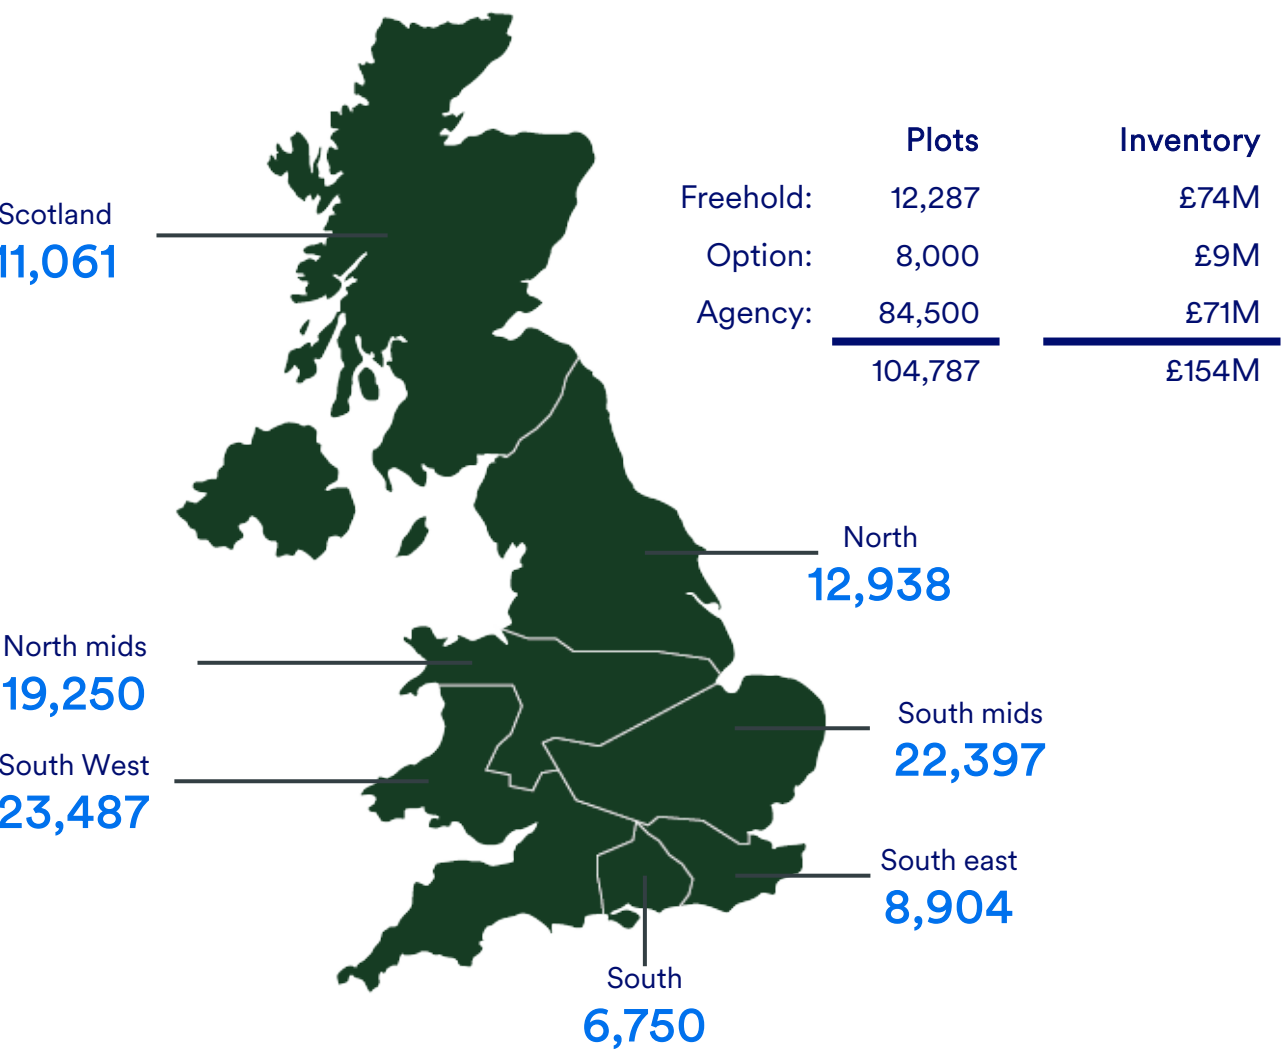 Plots Inventory
Freehold: 12,287 £74M
Option: 8,000 £9M
Agency: 84,500 £71M
104,787 £154M
Scotland
11,061
North
12,938
North mids
19,250
South mids
22,397
South West
23,487
South east
8,904
South
6,750